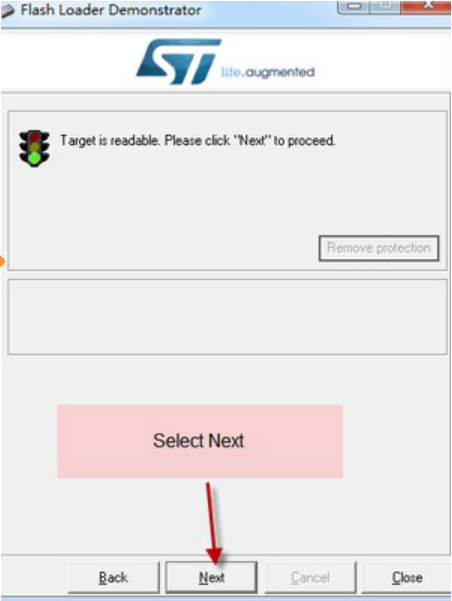 Flash Loader Demonstrator
ST life.augmented
Target is readable. Please click "Next" to proceed.
Remove protection
Select Next
Back Next Cancel Close